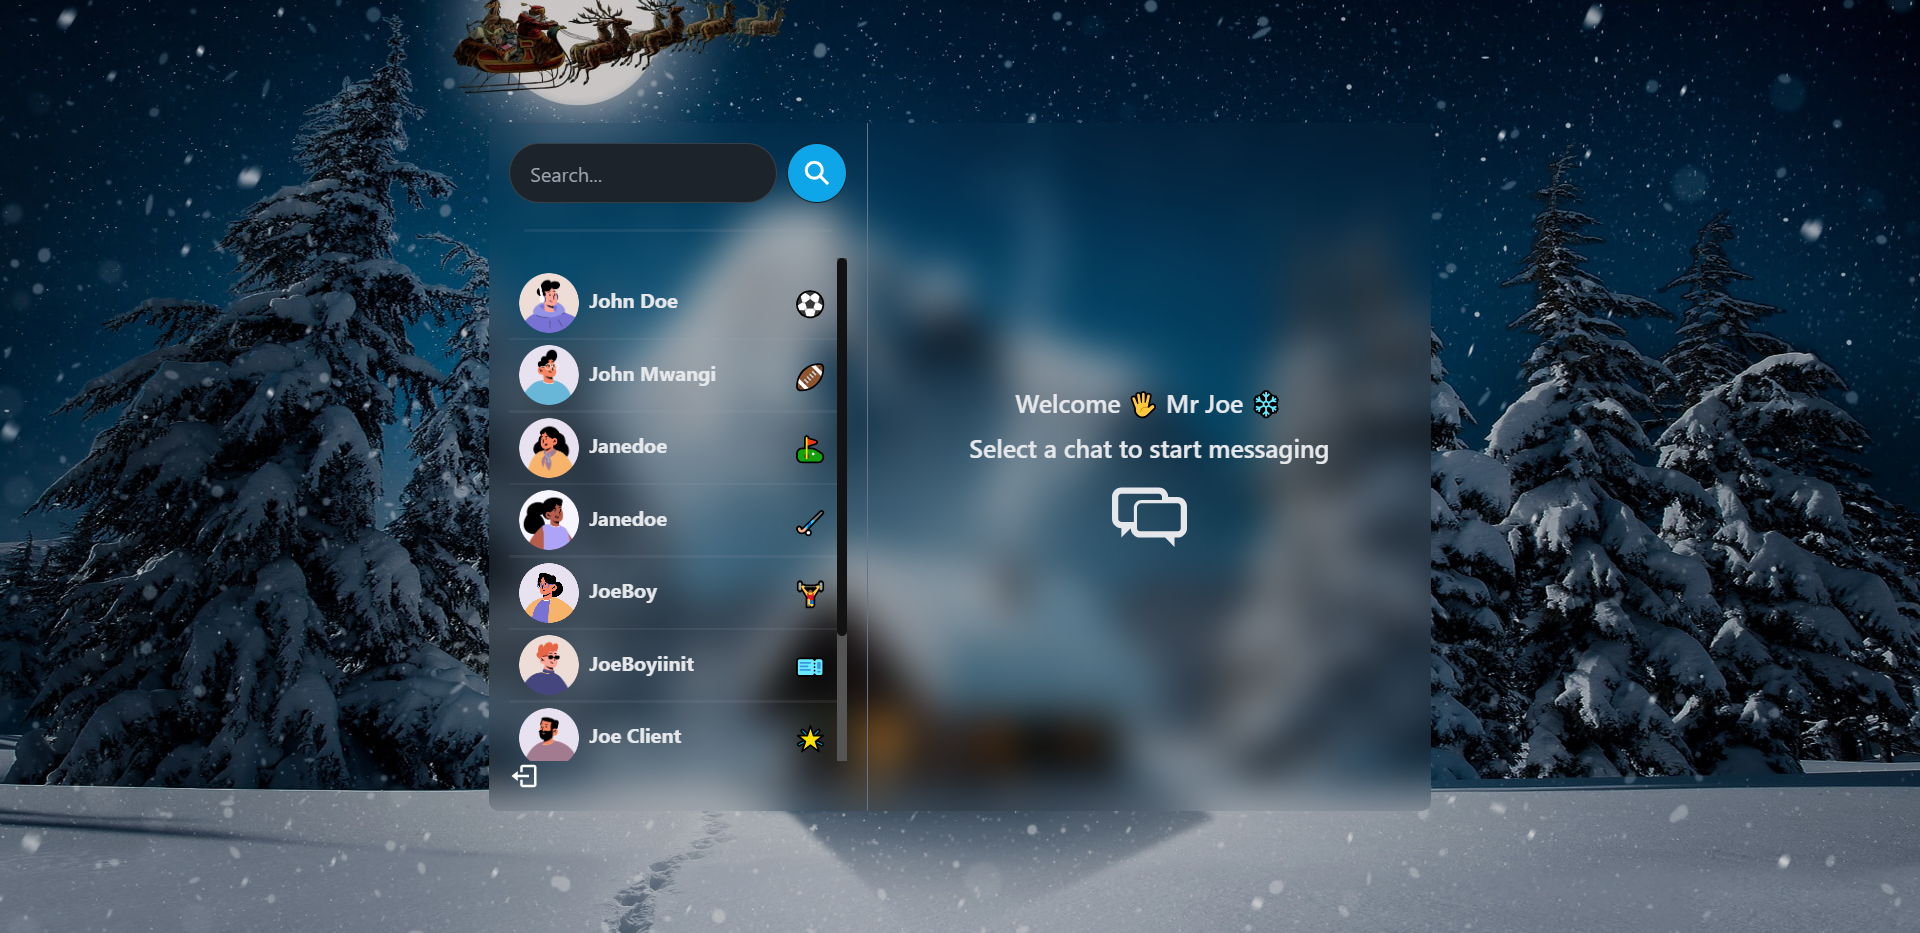 Search...
John Doe
John Mwangi
Janedoe
Janedoe
JoeBoy
JoeBoyiinit
Joe Client
Welcome 🖐 Mr Joe ❄
Select a chat to start messaging